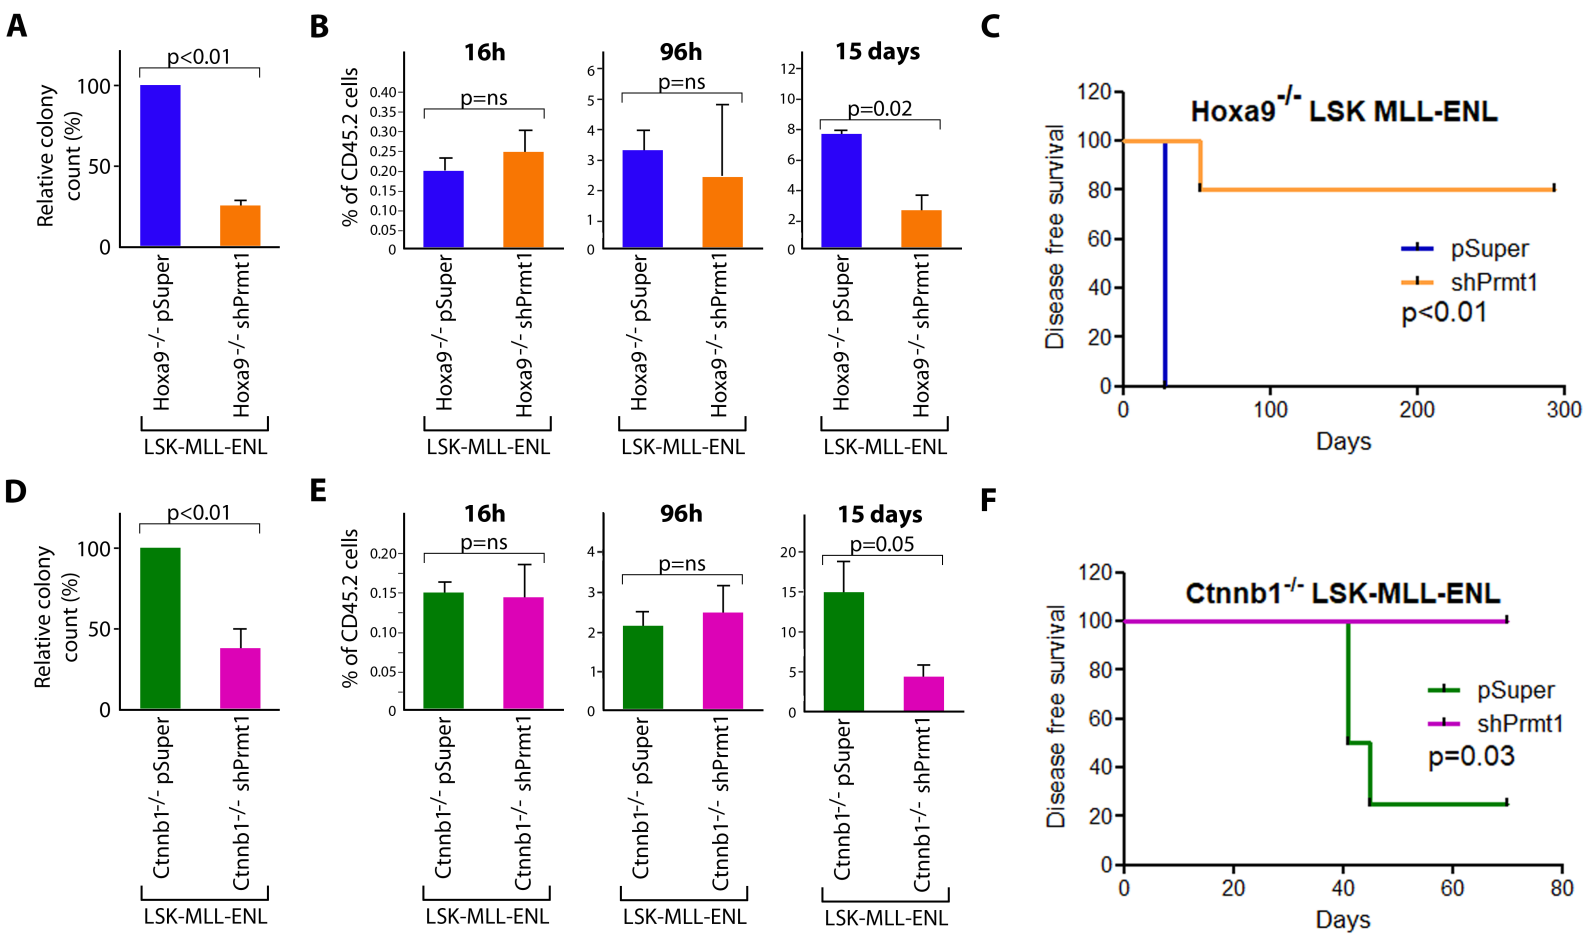 A
p<0.01
Relative colony
count (%)
100
50
0
Hoxa9-/- pSuper
Hoxa9-/- shPrmt1
LSK-MLL-ENL
B
% of CD45.2 cells
16h
p=ns
0.40
0.35
0.30
0.25
0.20
0.15
0.10
0.05
0
Hoxa9-/- pSuper
Hoxa9-/- shPrmt1
LSK-MLL-ENL
96h
p=ns
6
5
4
3
2
1
0
Hoxa9-/- pSuper
Hoxa9-/- shPrmt1
LSK-MLL-ENL
15 days
p=0.02
12
10
8
6
4
2
0
Hoxa9-/- pSuper
Hoxa9-/- shPrmt1
LSK-MLL-ENL
C
Hoxa9-/- LSK MLL-ENL
Disease free survival
120
100
80
60
40
20
0
pSuper
shPrmt1
p<0.01
0 100 200 300
Days
D
p<0.01
Relative colony
count (%)
100
50
0
Ctnnb1-/- pSuper
Ctnnb1-/- shPrmt1
LSK-MLL-ENL
E
% of CD45.2 cells
16h
p=ns
0.20
0.15
0.10
0.05
0
Ctnnb1-/- pSuper
Ctnnb1-/- shPrmt1
LSK-MLL-ENL
96h
p=ns
4
3
2
1
0
Ctnnb1-/- pSuper
Ctnnb1-/- shPrmt1
LSK-MLL-ENL
15 days
p=0.05
20
15
10
5
0
Ctnnb1-/- pSuper
Ctnnb1-/- shPrmt1
LSK-MLL-ENL
F
Ctnnb1-/- LSK-MLL-ENL
Disease free survival
120
100
80
60
40
20
0
pSuper
shPrmt1
p=0.03
0 20 40 60 80
Days